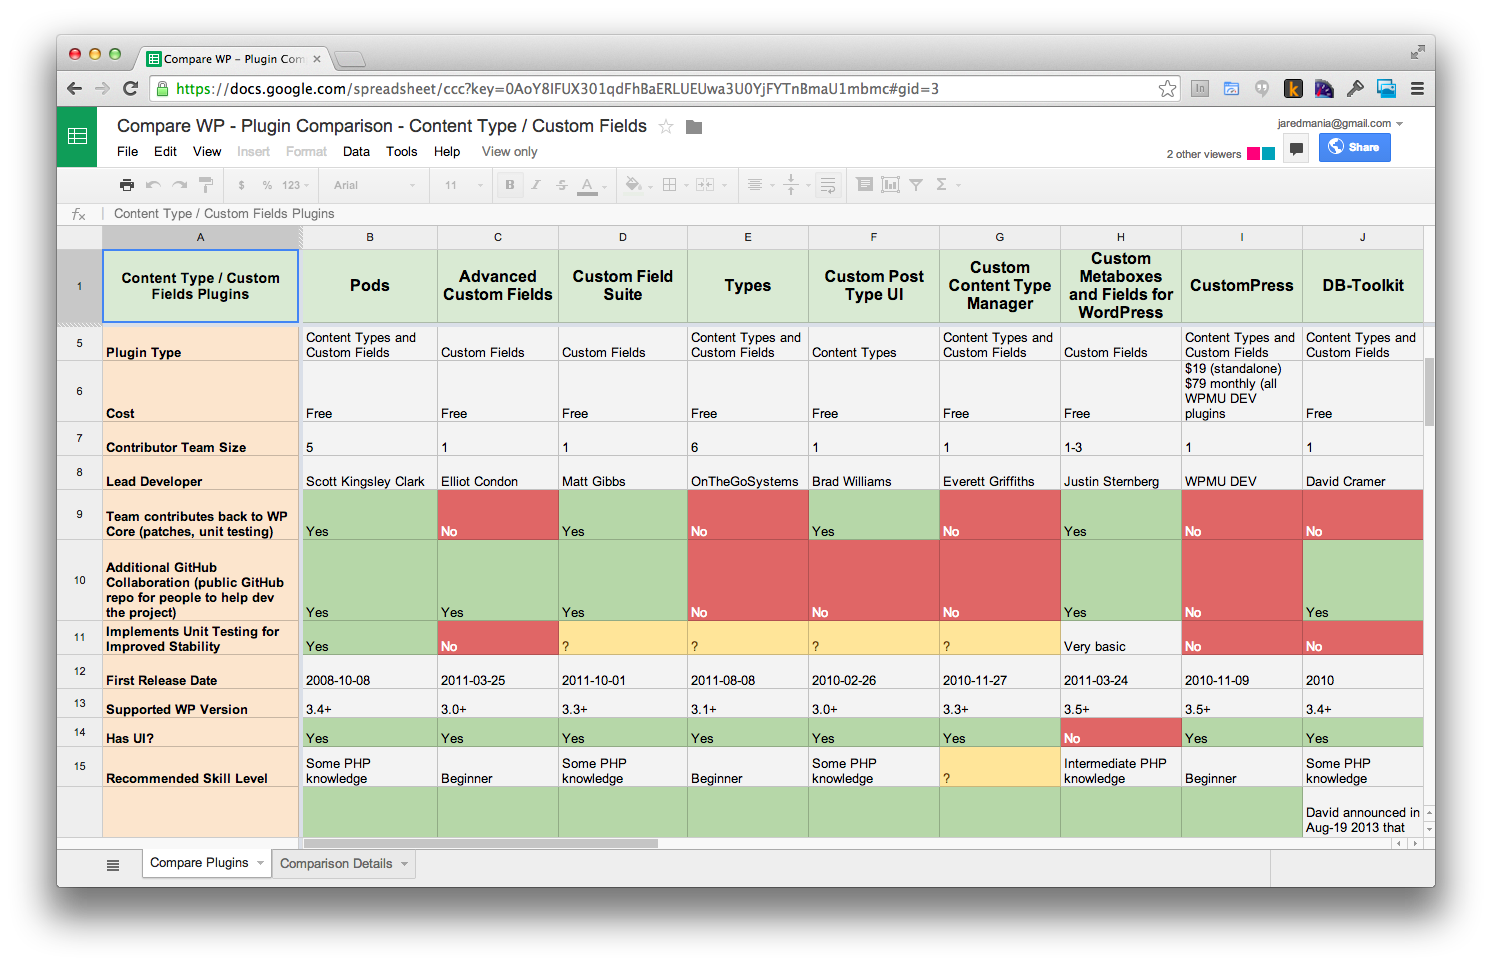 Compare WP – Plugin Com
https://docs.google.com/spreadsheet/ccc?key=0AoY8IFUX301qdFhBaERLUEUwa3U0YjFYTnBmaU1mbmc#gid=3
Compare WP - Plugin Comparison - Content Type / Custom Fields
jaredmania@gmail.com
File Edit View Insert Format Data Tools Help View only
2 other viewers
Share
$ % 123 Arial 11 B I S A Σ
fx Content Type / Custom Fields Plugins
A B C D E F G H I J
1
Content Type / Custom
Fields Plugins
Pods
Advanced
Custom Fields
Custom Field
Suite
Types
Custom Post
Type UI
Custom
Content Type
Manager
Custom
Metaboxes
and Fields for
WordPress
CustomPress
DB-Toolkit
5
Plugin Type
Content Types and
Custom Fields
Custom Fields
Custom Fields
Content Types and
Custom Fields
Content Types
Content Types and
Custom Fields
Custom Fields
Content Types and
Custom Fields
Content Types and
Custom Fields
6
Cost
Free
Free
Free
Free
Free
Free
Free
$19 (standalone)
$79 monthly (all
WPMU DEV
plugins
Free
7
Contributor Team Size
5
1
1
6
1
1
1-3
1
1
8
Lead Developer
Scott Kingsley Clark
Elliot Condon
Matt Gibbs
OnTheGoSystems
Brad Williams
Everett Griffiths
Justin Sternberg
WPMU DEV
David Cramer
9
Team contributes back to WP
Core (patches, unit testing)
Yes
No
Yes
No
Yes
No
Yes
No
No
10
Additional GitHub
Collaboration (public GitHub
repo for people to help dev
the project)
Yes
Yes
Yes
No
No
No
Yes
No
Yes
11
Implements Unit Testing for
Improved Stability
Yes
No
?
?
?
?
Very basic
No
No
12
First Release Date
2008-10-08
2011-03-25
2011-10-01
2011-08-08
2010-02-26
2010-11-27
2011-03-24
2010-11-09
2010
13
Supported WP Version
3.4+
3.0+
3.3+
3.1+
3.0+
3.3+
3.5+
3.5+
3.4+
14
Has UI?
Yes
Yes
Yes
Yes
Yes
Yes
No
Yes
Yes
15
Recommended Skill Level
Some PHP
knowledge
Beginner
Some PHP
knowledge
Beginner
Some PHP
knowledge
?
Intermediate PHP
knowledge
Beginner
Some PHP
knowledge
David announced in
Aug-19 2013 that
Compare Plugins
Comparison Details